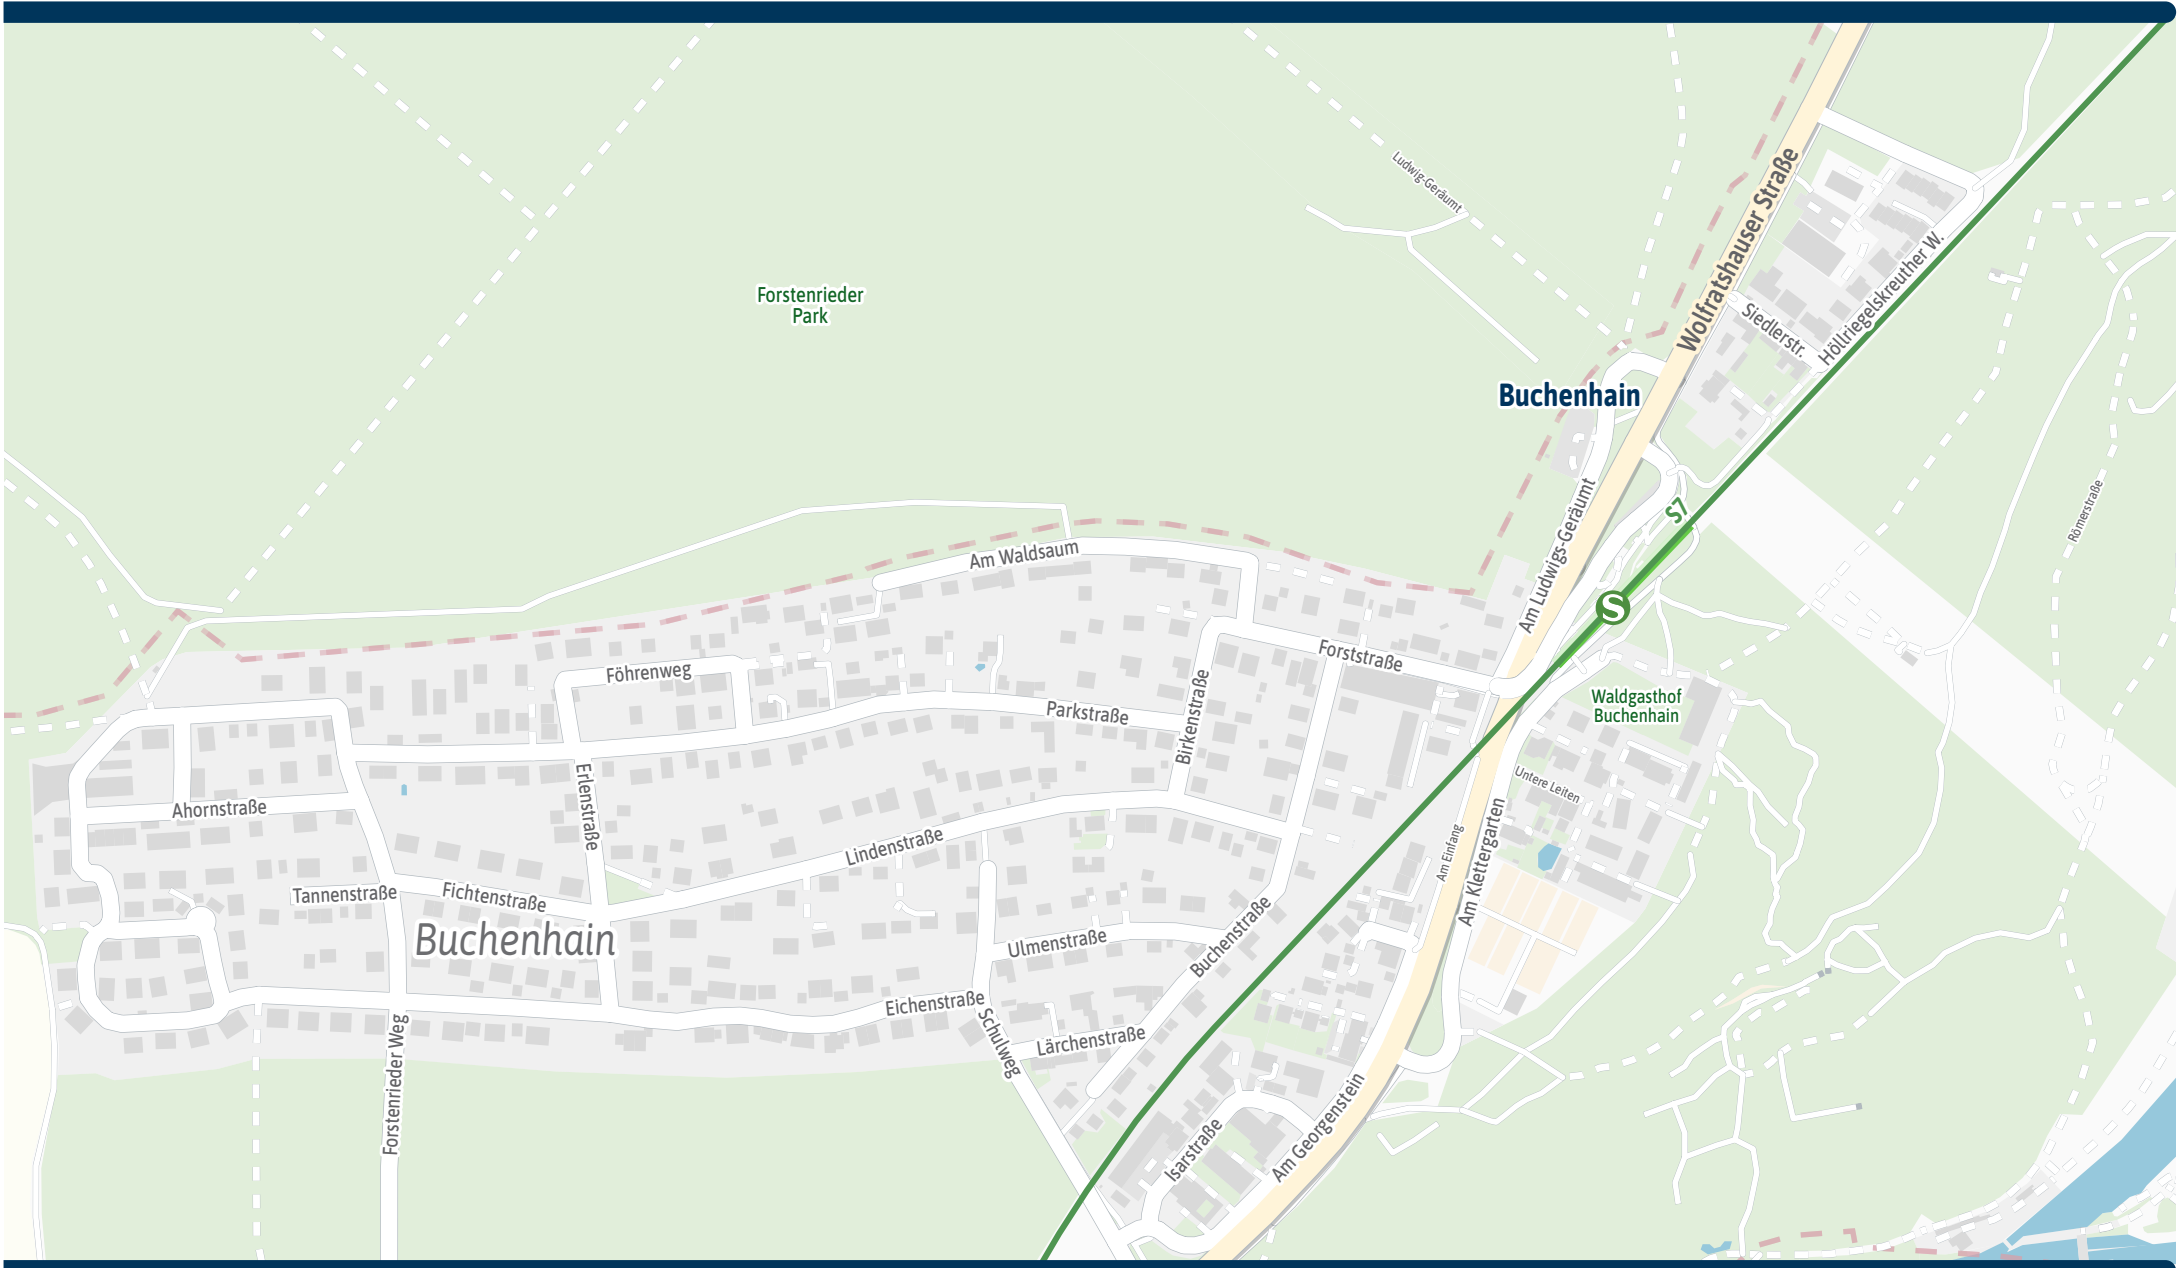 Ludwig-Geräumt
Wolfratshauser Straße
Forstenrieder
Park
Siedlerstr.
Höllriegelskreuther W.
Buchenhain
S7
Römerstraße
Am Ludwigs-Geräumt
Am Waldsaum
S
Föhrenweg
Forststraße
Parkstraße
Birkenstraße
Waldgasthof
Buchenhain
Untere Leiten
Erlenstraße
Ahornstraße
Lindenstraße
Am Einfang
Am Klettergarten
Tannenstraße
Fichtenstraße
Buchenhain
Ulmenstraße
Buchenstraße
Eichenstraße
Schulweg
Lärchenstraße
Forstenrieder Weg
Isarstraße
Am Georgenstein